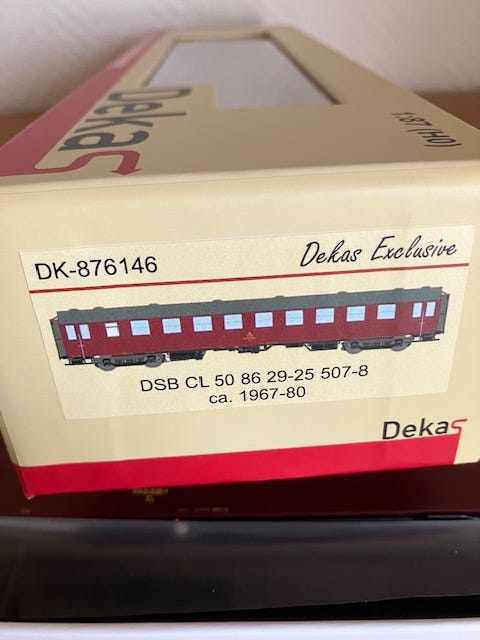 Dekas
1:87 (H0)
DK-876146
Dekas Exclusive
DSB CL 50 86 29-25 507-8
ca. 1967-80
Dekas